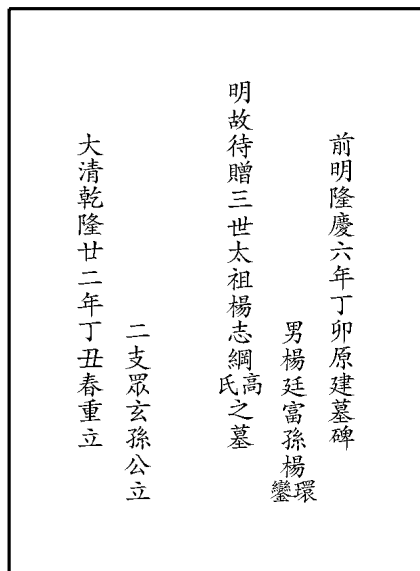 前明隆慶六年丁卯原建墓碑
男楊廷富孫楊環鑾
明故待贈三世太祖楊志綱高氏之墓
二支眾玄孫公立
大清乾隆廿二年丁丑春重立